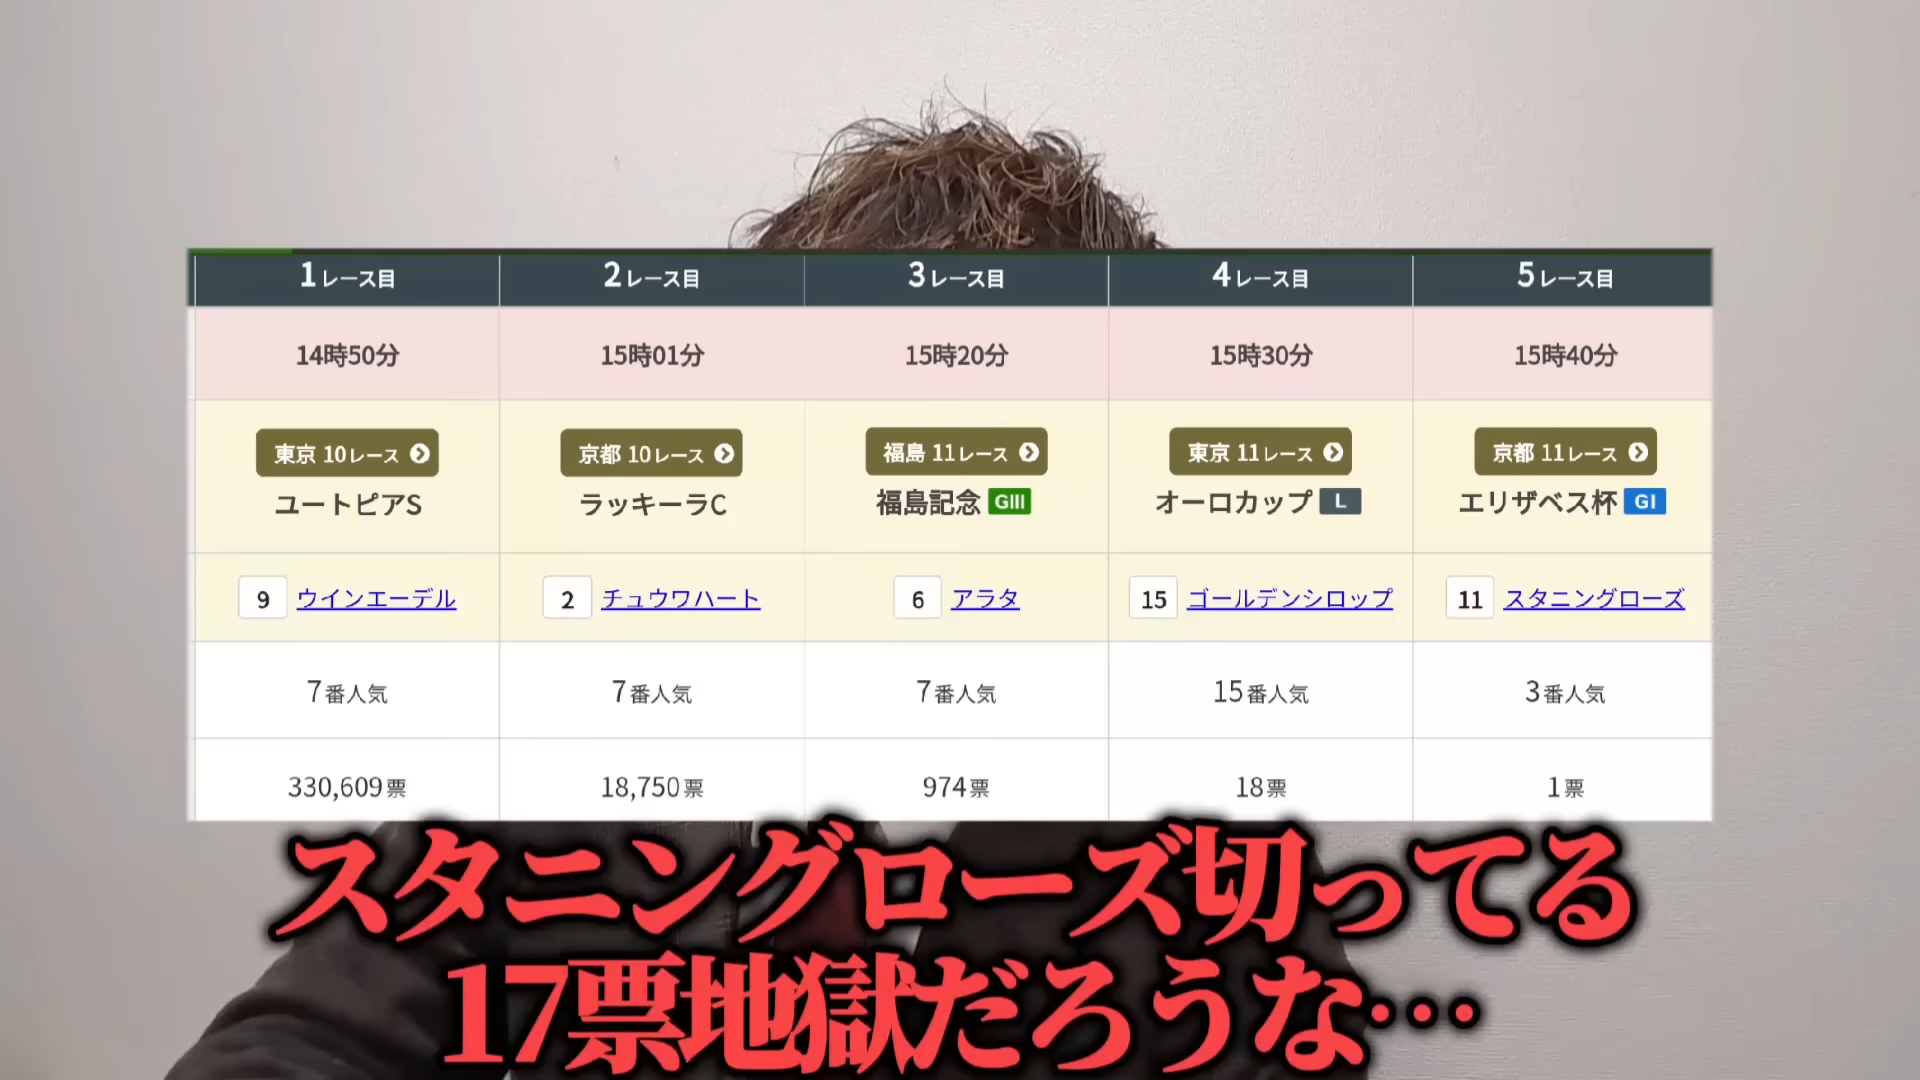 1レース目 2レース目 3レース目 4レース目 5レース目
14時50分 15時01分 15時20分 15時30分 15時40分
東京 10レース 京都 10レース 福島 11レース 東京 11レース 京都 11レース
ユートピアS ラッキーラC 福島記念 GIII オーロカップ L エリザベス杯 GI
9 ウインエーデル 2 チュウワハート 6 アラタ 15 ゴールデンシロップ 11 スタニングローズ
7番人気 7番人気 7番人気 15番人気 3番人気
330,609票 18,750票 974票 18票 1票
スタニングローズ切ってる
17票地獄だろうな…